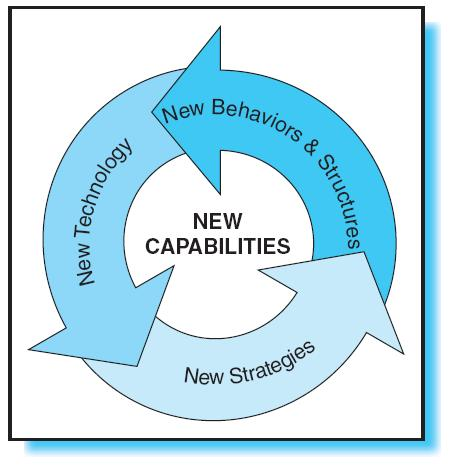 New Behaviors & Structures
New Technology
NEW
CAPABILITIES
New Strategies